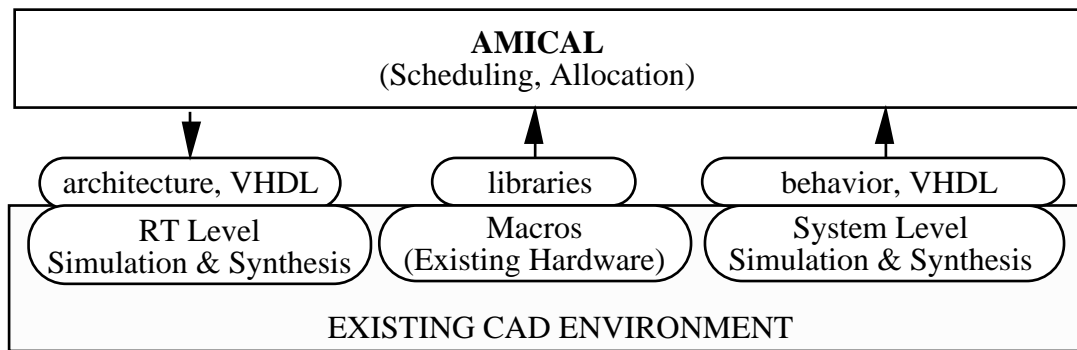 AMICAL
(Scheduling, Allocation)
architecture, VHDL
libraries
behavior, VHDL
RT Level
Simulation & Synthesis
Macros
(Existing Hardware)
System Level
Simulation & Synthesis
EXISTING CAD ENVIRONMENT